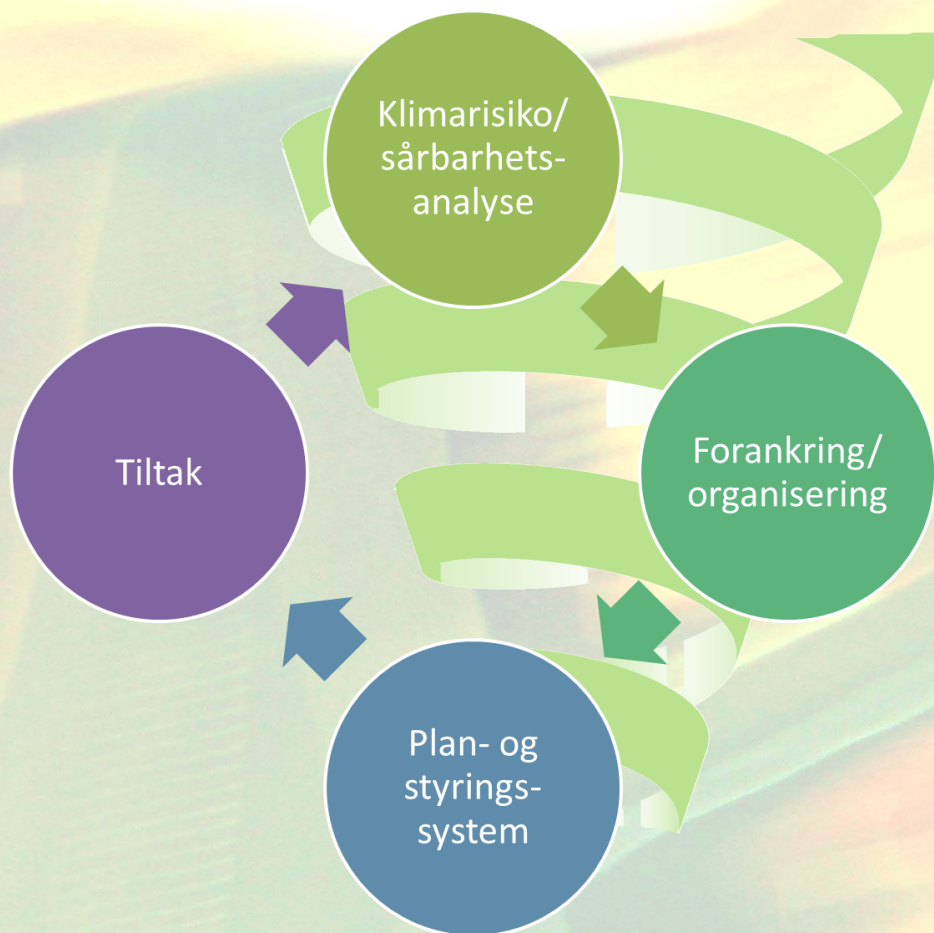 Klimarisiko/
sårbarhets-
analyse
Forankring/
organisering
Plan- og
styrings-
system
Tiltak